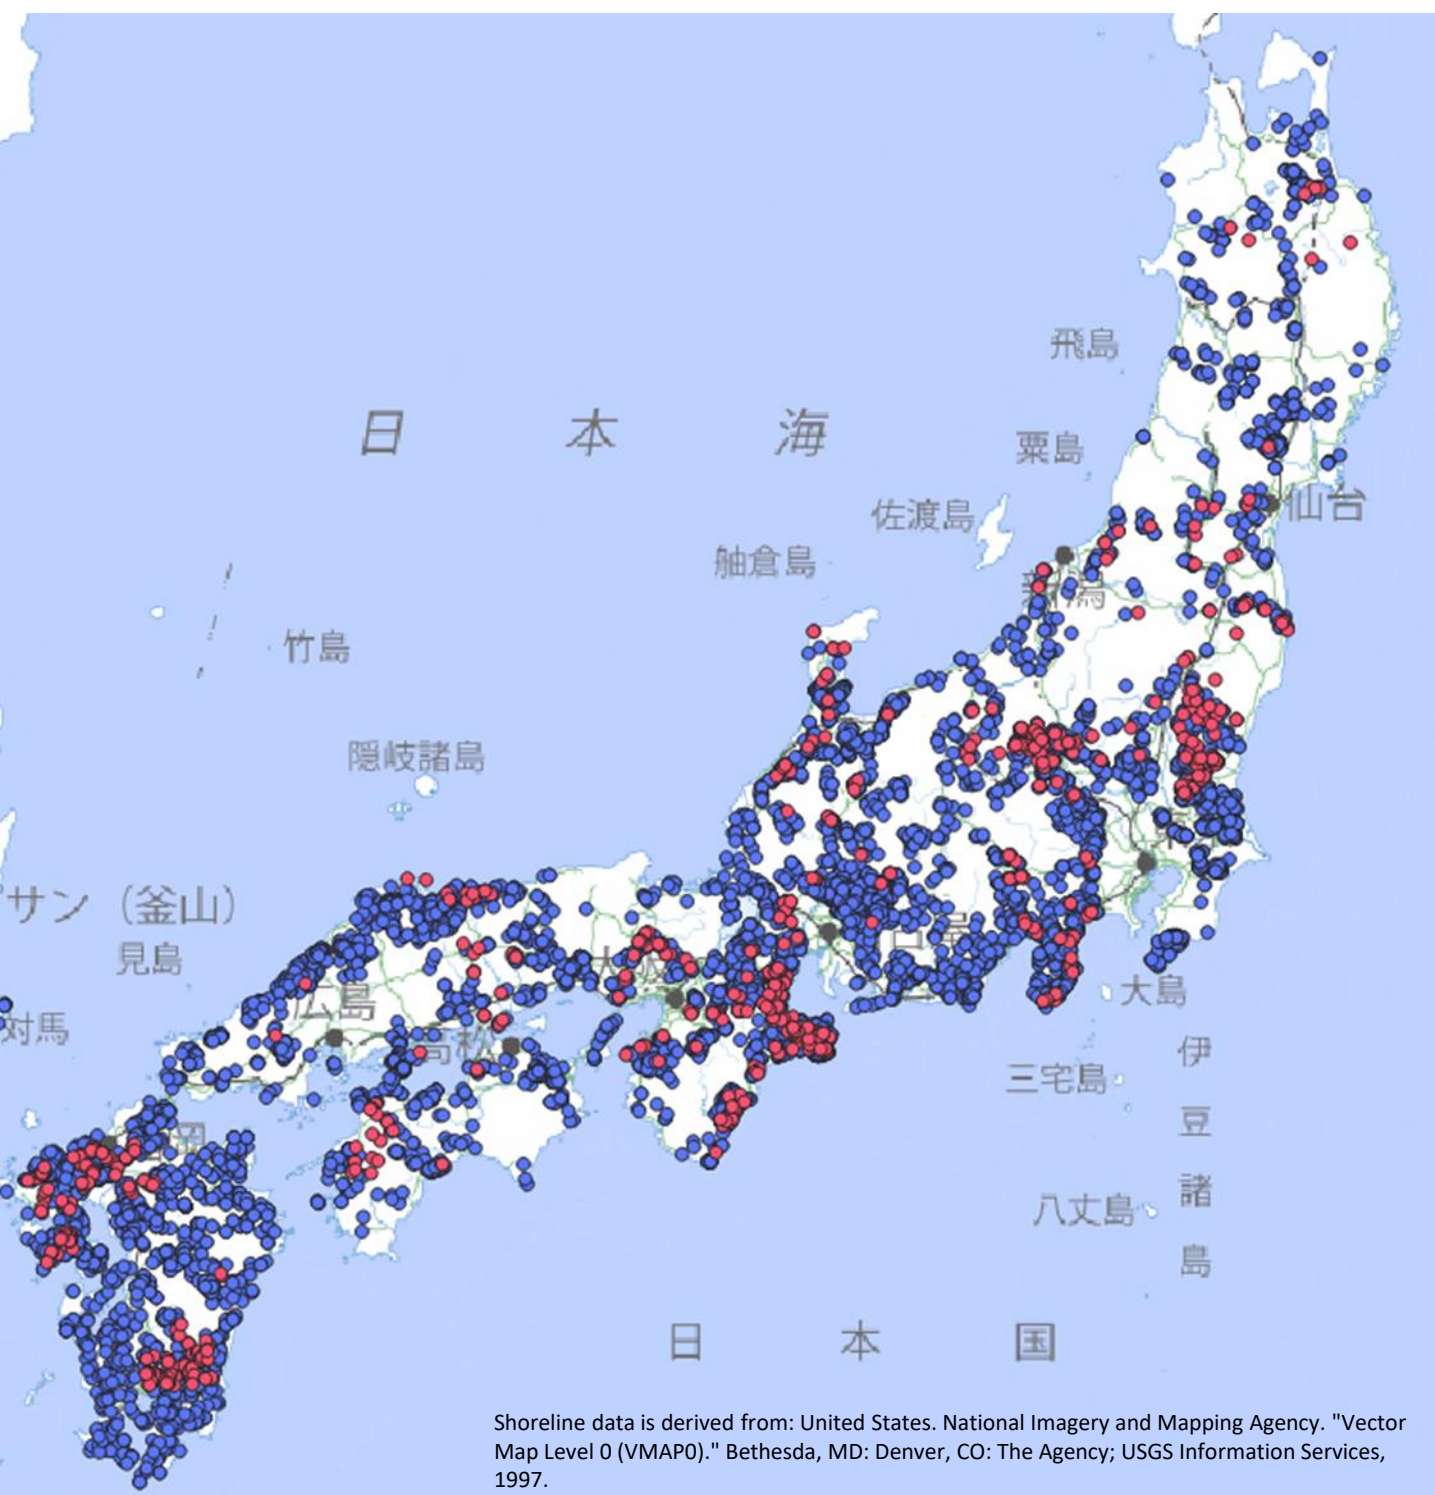 飛島
日 本 海
粟島
佐渡島
仙台
舳倉島
新潟
竹島
隠岐諸島
サン（釜山）
見島
大島
広島
対馬
高松
三宅島
伊
豆
諸
島
八丈島
日 本 国
Shoreline data is derived from: United States. National Imagery and Mapping Agency. "Vector
Map Level 0 (VMAP0)." Bethesda, MD: Denver, CO: The Agency; USGS Information Services,
1997.